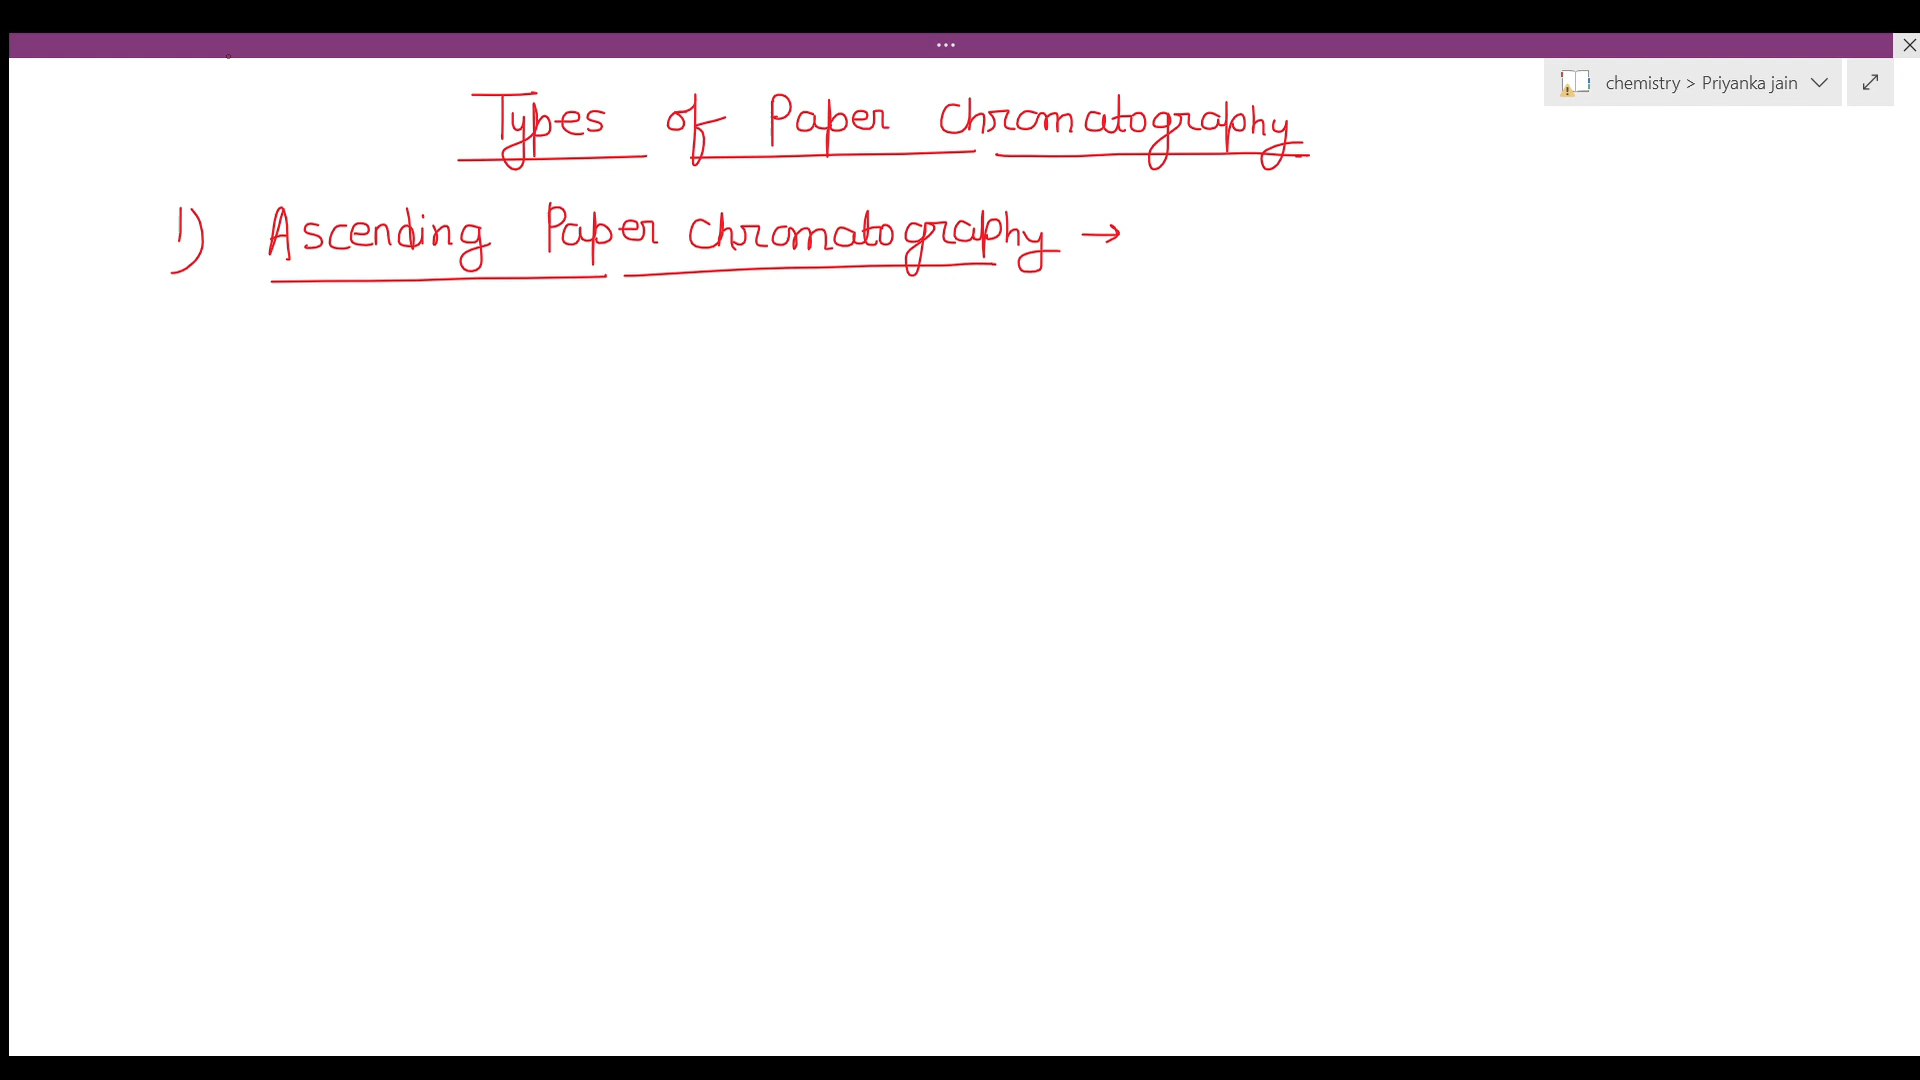 ...
chemistry > Priyanka jain
Types of Paper Chromatography
1) Ascending Paper Chromatography →